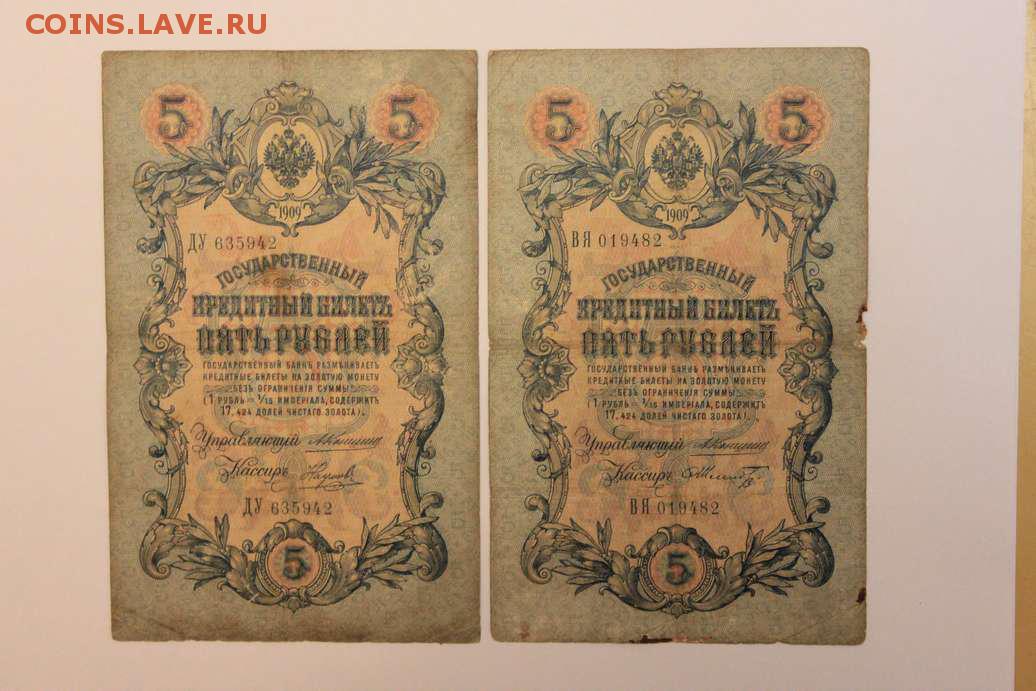 COINS.LAVE.RU
5 5
1909
ДУ 635942
ГОСУДАРСТВЕННЫЙ
КРЕДИТНЫЙ БИЛЕТЪ
ПЯТЬ РУБЛЕЙ
ГОСУДАРСТВЕННЫЙ БАНКЪ РАЗМѢНИВАЕТЪ
КРЕДИТНЫЕ БИЛЕТЫ НА ЗОЛОТУЮ МОНЕТУ
БЕЗЪ ОГРАНИЧЕНІЯ СУММЫ
(1 РУБЛЬ = 1/15 ИМПЕРІАЛА, СОДЕРЖИТЪ
17,424 ДОЛЕЙ ЧИСТАГО ЗОЛОТА).
Управляющій
Кассиръ
ДУ 635942
5
5 5
1909
ВЯ 019482
ГОСУДАРСТВЕННЫЙ
КРЕДИТНЫЙ БИЛЕТЪ
ПЯТЬ РУБЛЕЙ
ГОСУДАРСТВЕННЫЙ БАНКЪ РАЗМѢНИВАЕТЪ
КРЕДИТНЫЕ БИЛЕТЫ НА ЗОЛОТУЮ МОНЕТУ
БЕЗЪ ОГРАНИЧЕНІЯ СУММЫ
(1 РУБЛЬ = 1/15 ИМПЕРІАЛА, СОДЕРЖИТЪ
17,424 ДОЛЕЙ ЧИСТАГО ЗОЛОТА).
Управляющій
Кассиръ
ВЯ 019482
5